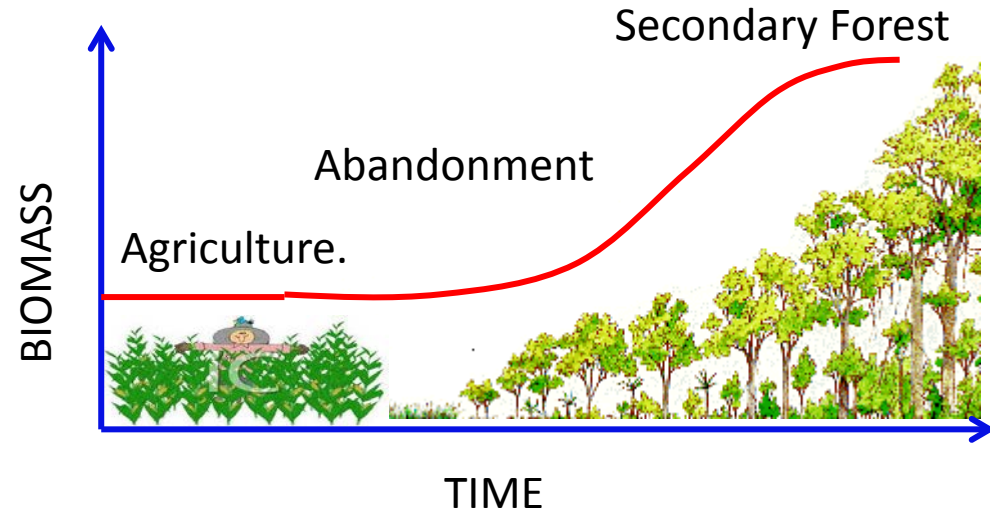 Secondary Forest
Abandonment
Agriculture.
BIOMASS
TIME